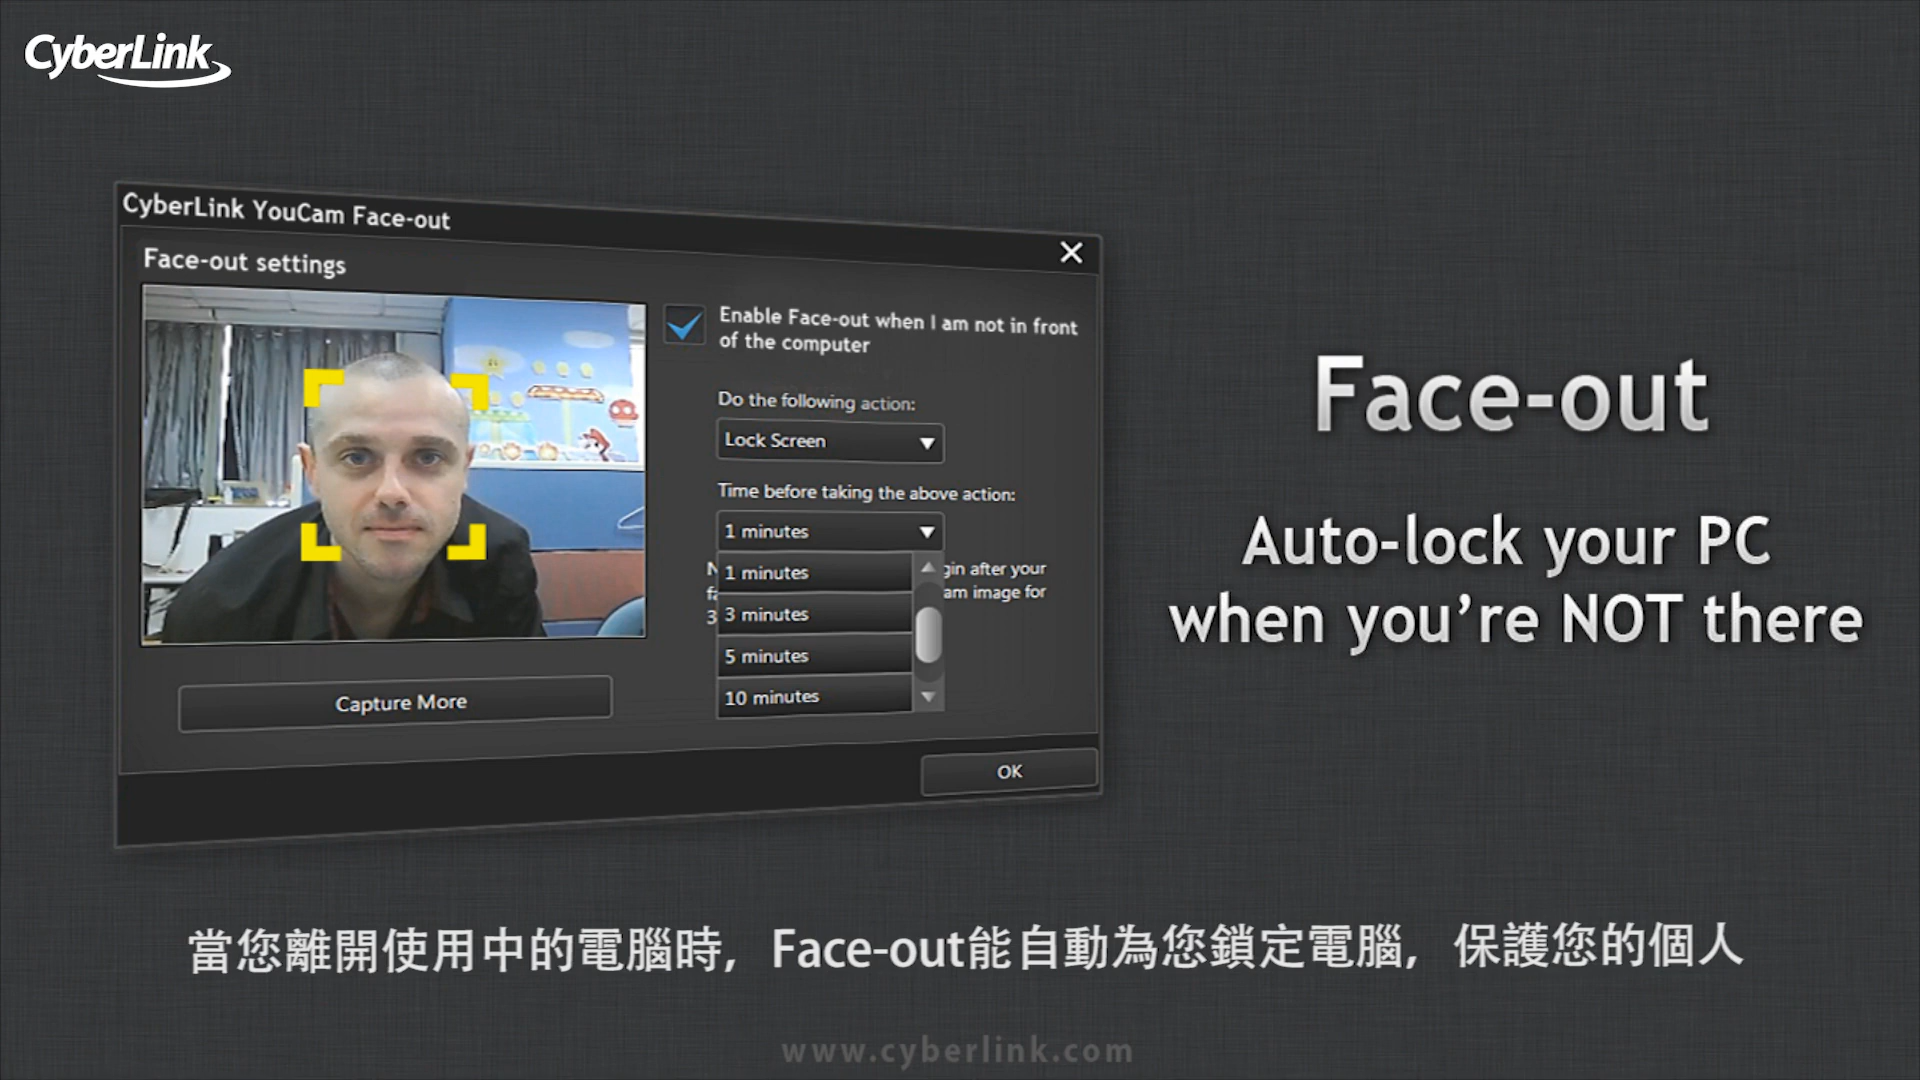 CyberLink
CyberLink YouCam Face-out
Face-out settings
Enable Face-out when I am not in front
of the computer
Do the following action:
Lock Screen
Time before taking the above action:
1 minutes
1 minutes
after your
image for
3 minutes
5 minutes
10 minutes
Capture More
OK
Face-out
Auto-lock your PC
when you’re NOT there
當您離開使用中的電腦時，Face-out能自動為您鎖定電腦，保護您的個人
www.cyberlink.com